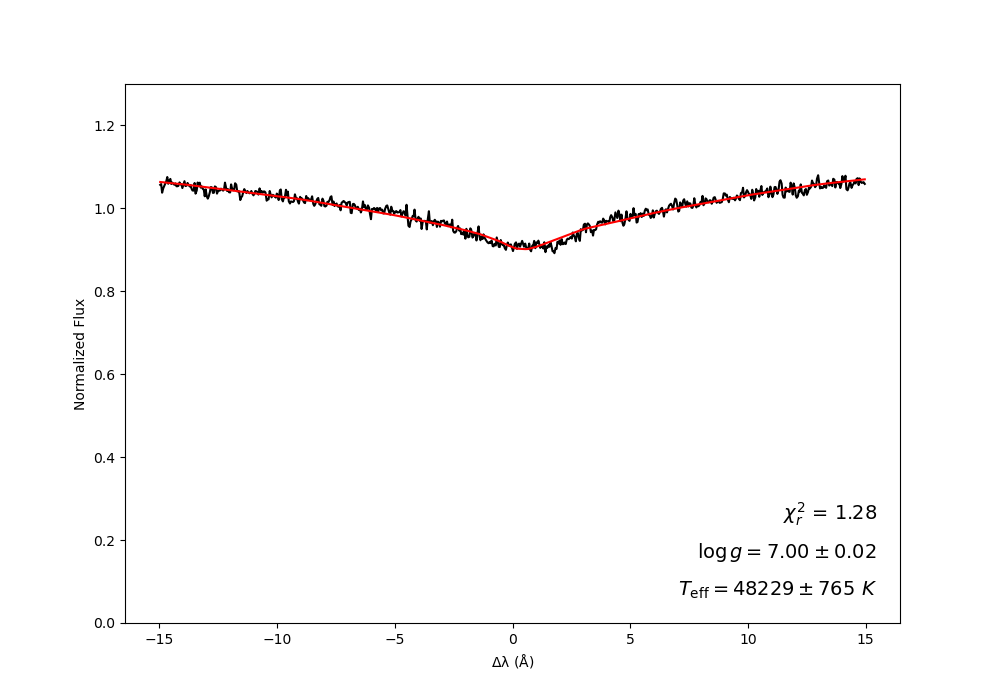 1.2
1.0
0.8
0.6
0.4
0.2
0.0
Normalized Flux
χ²ᵣ = 1.28
log g = 7.00 ± 0.02
T_eff = 48229 ± 765 K
−15
−10
−5
0
5
10
15
Δλ (Å)